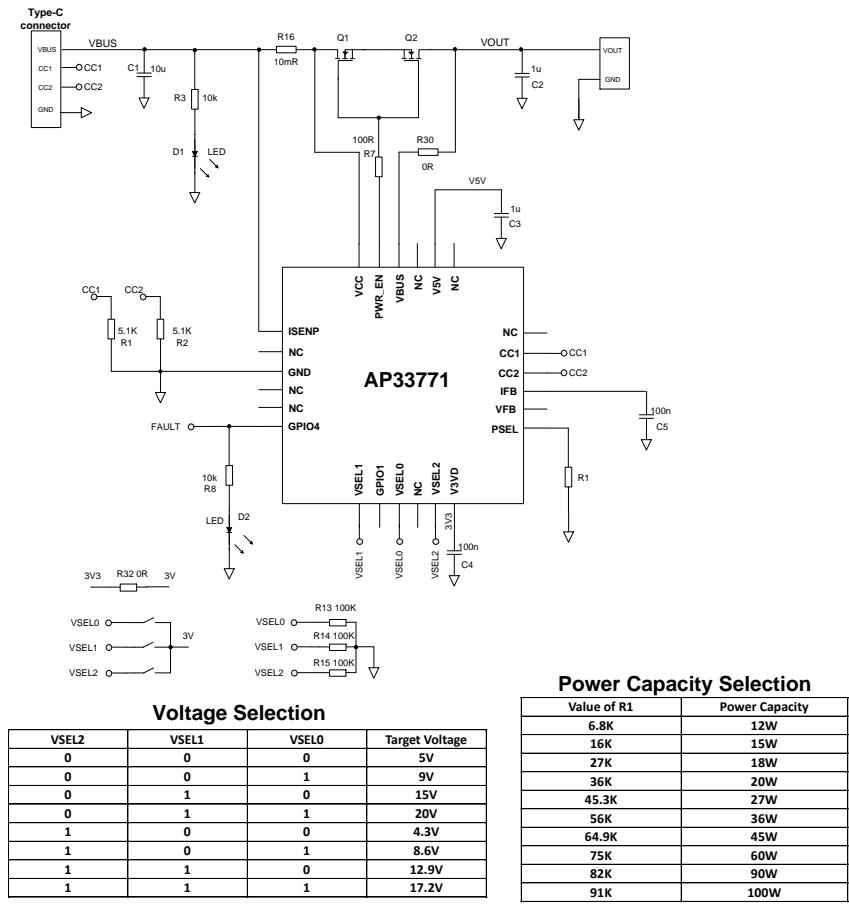 Type-C
connector
VBUS
CC1
CC2
GND
VBUS
CC1
CC2
C1
10u
R3
10k
D1
LED
R16
10mR
Q1
Q2
VOUT
1u
C2
VOUT
GND
100R
R7
R30
0R
V5V
1u
C3
VCC
PWR_EN
VBUS
NC
V5V
NC
CC1
CC2
5.1K
R1
5.1K
R2
ISENP
NC
GND
NC
NC
GPIO4
AP33771
NC
CC1
CC2
IFB
VFB
PSEL
CC1
CC2
100n
C5
R1
FAULT
10k
R8
LED
D2
VSEL1
GPIO1
VSEL0
NC
VSEL2
V3VD
VSEL1
VSEL0
VSEL2
3V3
100n
C4
3V3
R32 0R
3V
VSEL0
VSEL1
VSEL2
3V
R13 100K
VSEL0
R14 100K
VSEL1
R15 100K
VSEL2
Voltage Selection
VSEL2 VSEL1 VSEL0 Target Voltage
0 0 0 5V
0 0 1 9V
0 1 0 15V
0 1 1 20V
1 0 0 4.3V
1 0 1 8.6V
1 1 0 12.9V
1 1 1 17.2V
Power Capacity Selection
Value of R1 Power Capacity
6.8K 12W
16K 15W
27K 18W
36K 20W
45.3K 27W
56K 36W
64.9K 45W
75K 60W
82K 90W
91K 100W